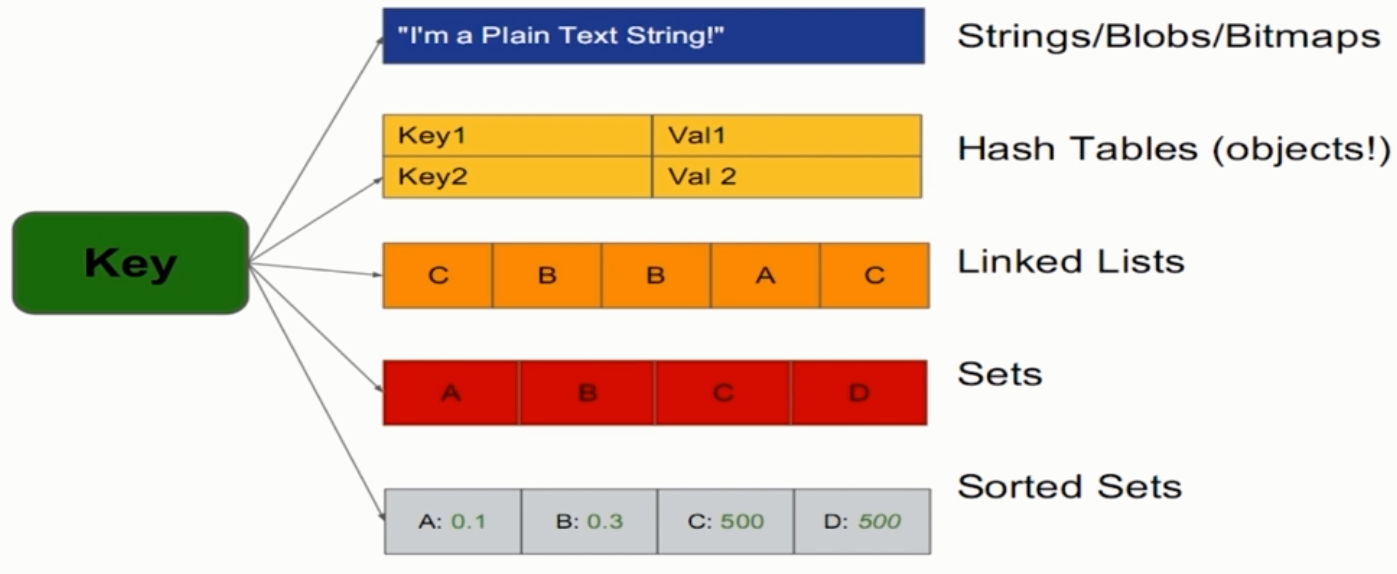 "I'm a Plain Text String!"
Strings/Blobs/Bitmaps
Key1 Val1
Key2 Val 2
Hash Tables (objects!)
Key
C B B A C
Linked Lists
A B C D
Sets
A: 0.1 B: 0.3 C: 500 D: 500
Sorted Sets